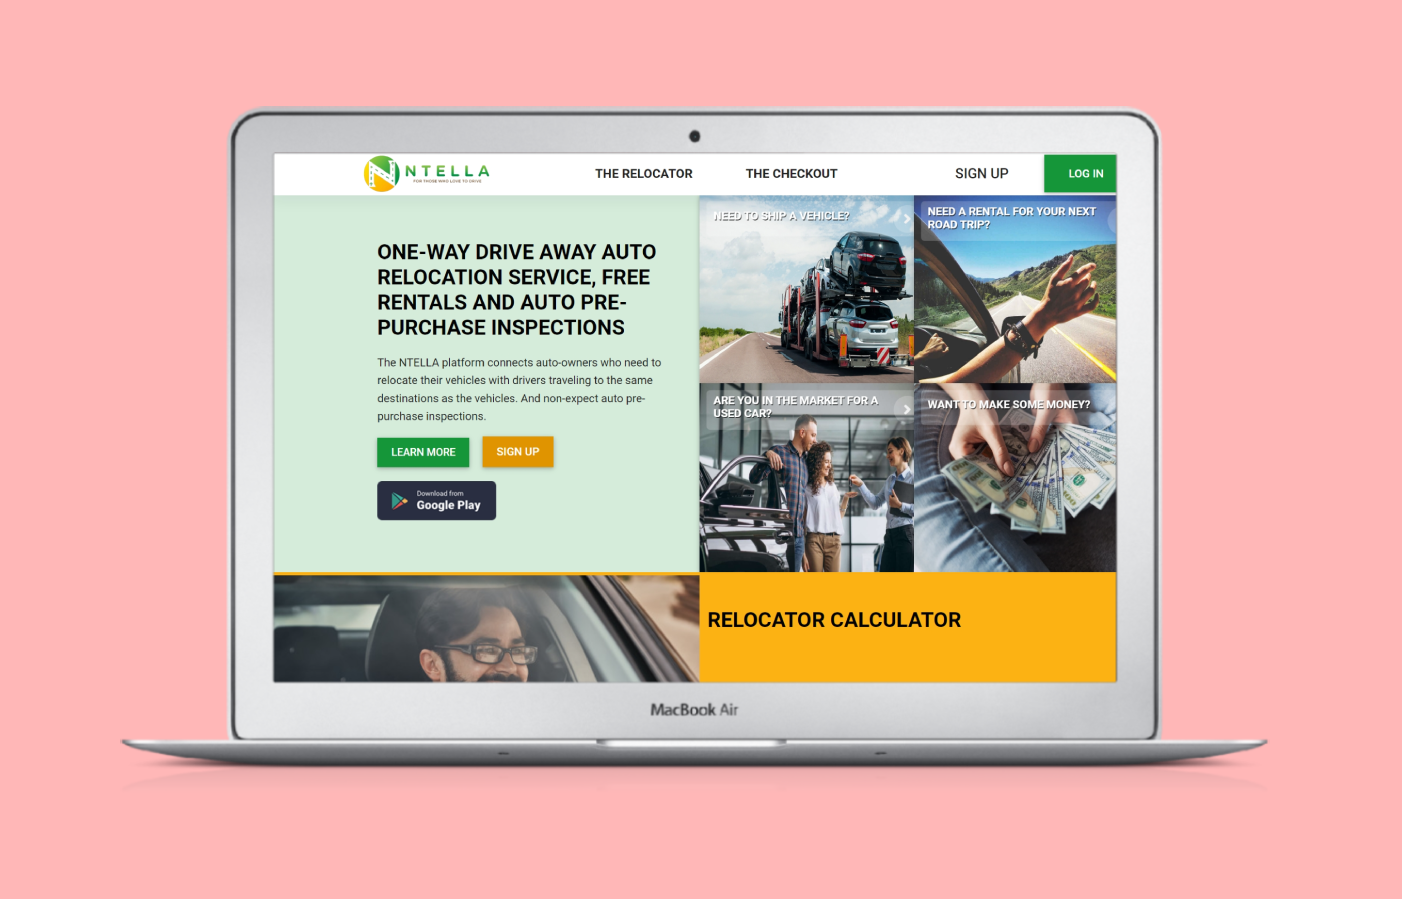 NTELLA
FOR THOSE WHO LOVE TO DRIVE
THE RELOCATOR
THE CHECKOUT
SIGN UP
LOG IN
ONE-WAY DRIVE AWAY AUTO
RELOCATION SERVICE, FREE
RENTALS AND AUTO PRE-
PURCHASE INSPECTIONS
The NTELLA platform connects auto-owners who need to
relocate their vehicles with drivers traveling to the same
destinations as the vehicles. And non-expect auto pre-
purchase inspections.
LEARN MORE
SIGN UP
Download from
Google Play
NEED TO SHIP A VEHICLE?
NEED A RENTAL FOR YOUR NEXT
ROAD TRIP?
ARE YOU IN THE MARKET FOR A
USED CAR?
WANT TO MAKE SOME MONEY?
RELOCATOR CALCULATOR
MacBook Air